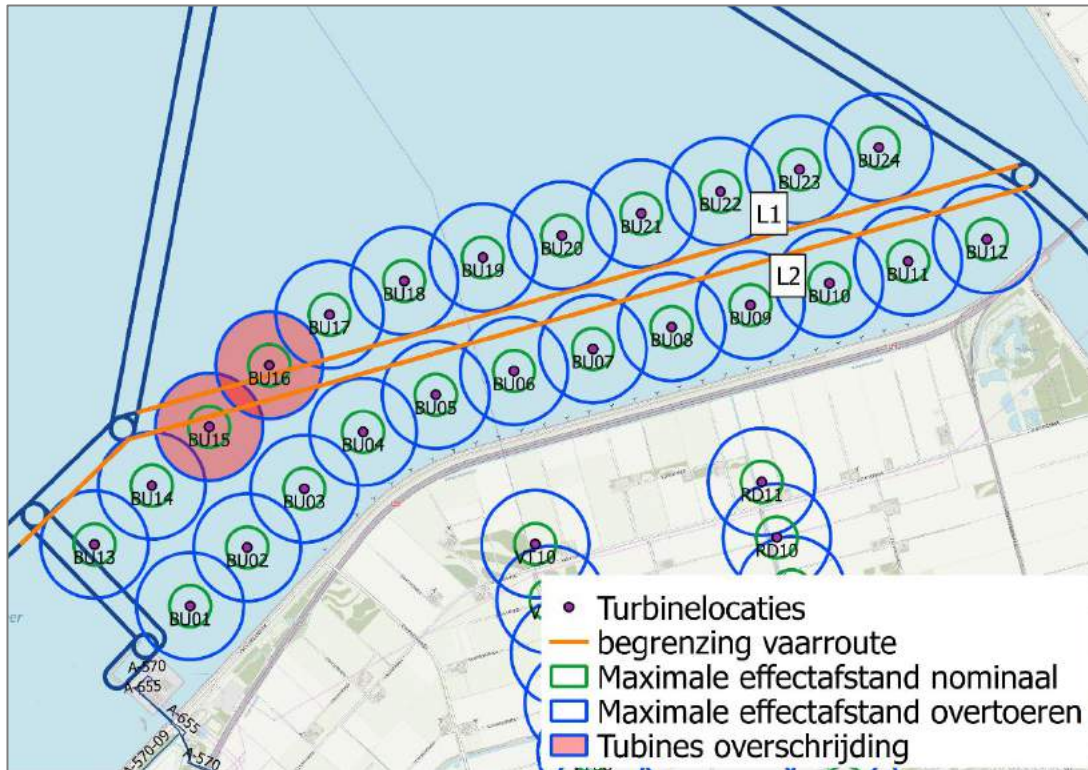 BU24
BU23
BU22
L1
BU21
BU20
BU19
BU18
BU17
BU16
BU15
BU14
BU13
BU12
BU11
L2
BU10
BU09
BU08
BU07
BU06
BU05
BU04
BU03
BU02
BU01
RD11
RD10
VT10
A-570
A-655
A-655
A-570-09
A-570
Turbinelocaties
begrenzing vaarroute
Maximale effectafstand nominaal
Maximale effectafstand overtoeren
Tubines overschrijding